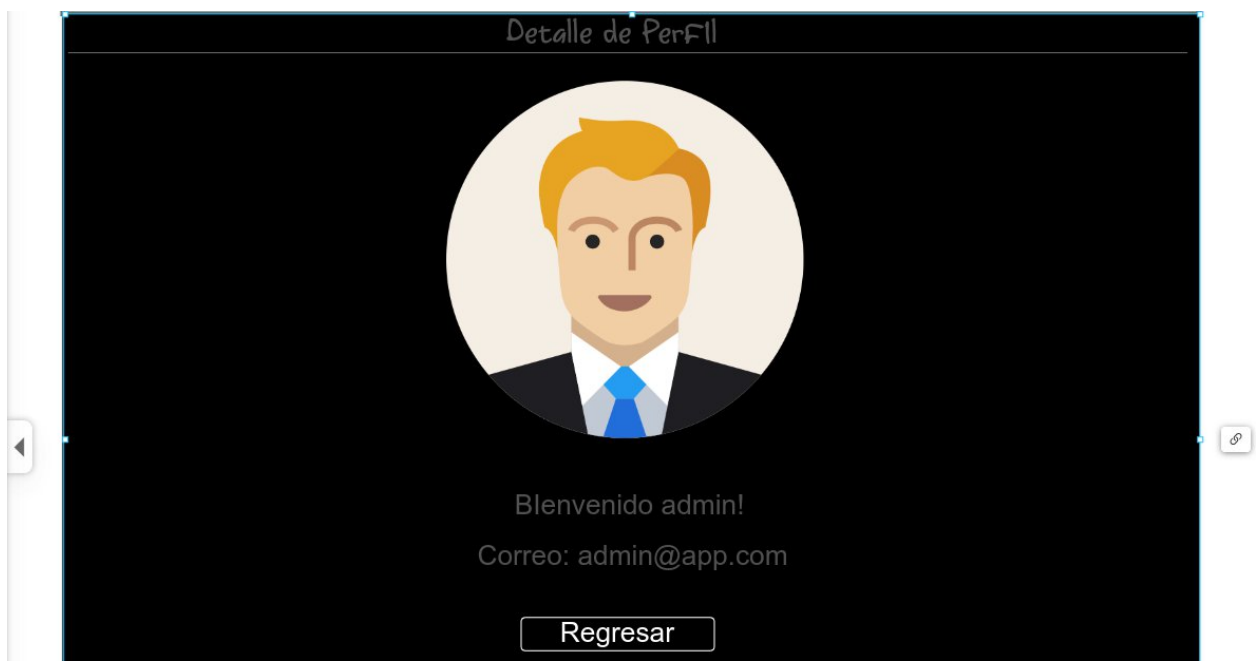 Detalle de PerFIl
BIenvenido admin!
Correo: admin@app.com
Regresar